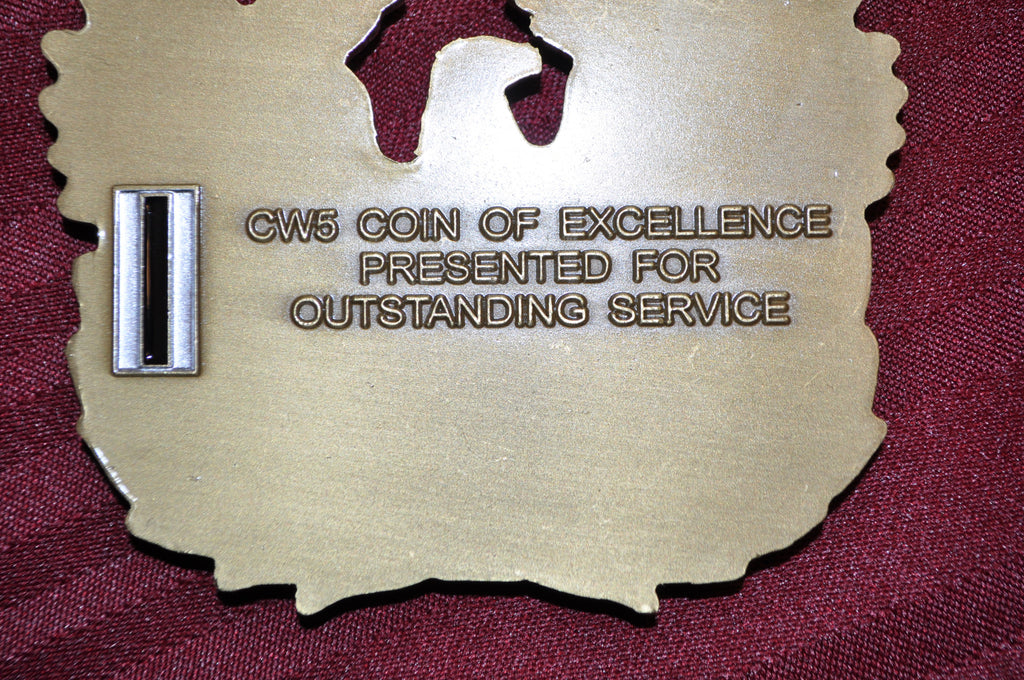 CW5 COIN OF EXCELLENCE
PRESENTED FOR
OUTSTANDING SERVICE